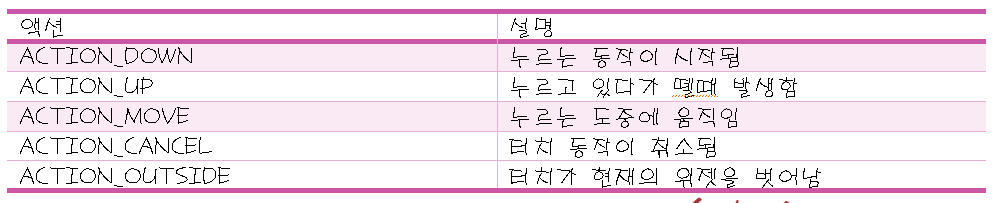 액션 설명
ACTION_DOWN 누르는 동작이 시작됨
ACTION_UP 누르고 있다가 뗄때 발생함
ACTION_MOVE 누르는 도중에 움직임
ACTION_CANCEL 터치 동작이 취소됨
ACTION_OUTSIDE 터치가 현재의 위젯을 벗어남